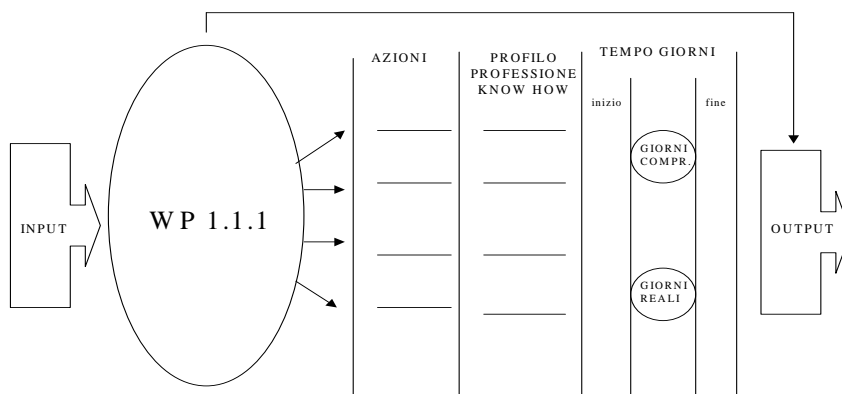 AZIONI
PROFILO
PROFESSIONE
KNOW HOW
TEMPO GIORNI
inizio
fine
GIORNI
COMPR.
INPUT
WP 1.1.1
OUTPUT
GIORNI
REALI